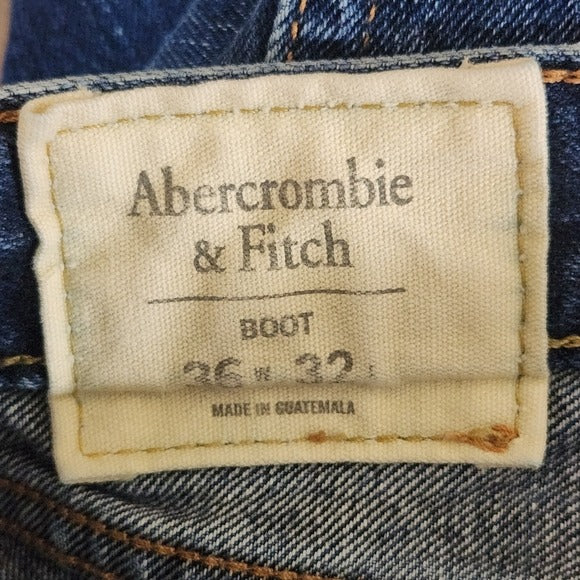 Abercrombie
& Fitch
BOOT
36 W 32 L
MADE IN GUATEMALA